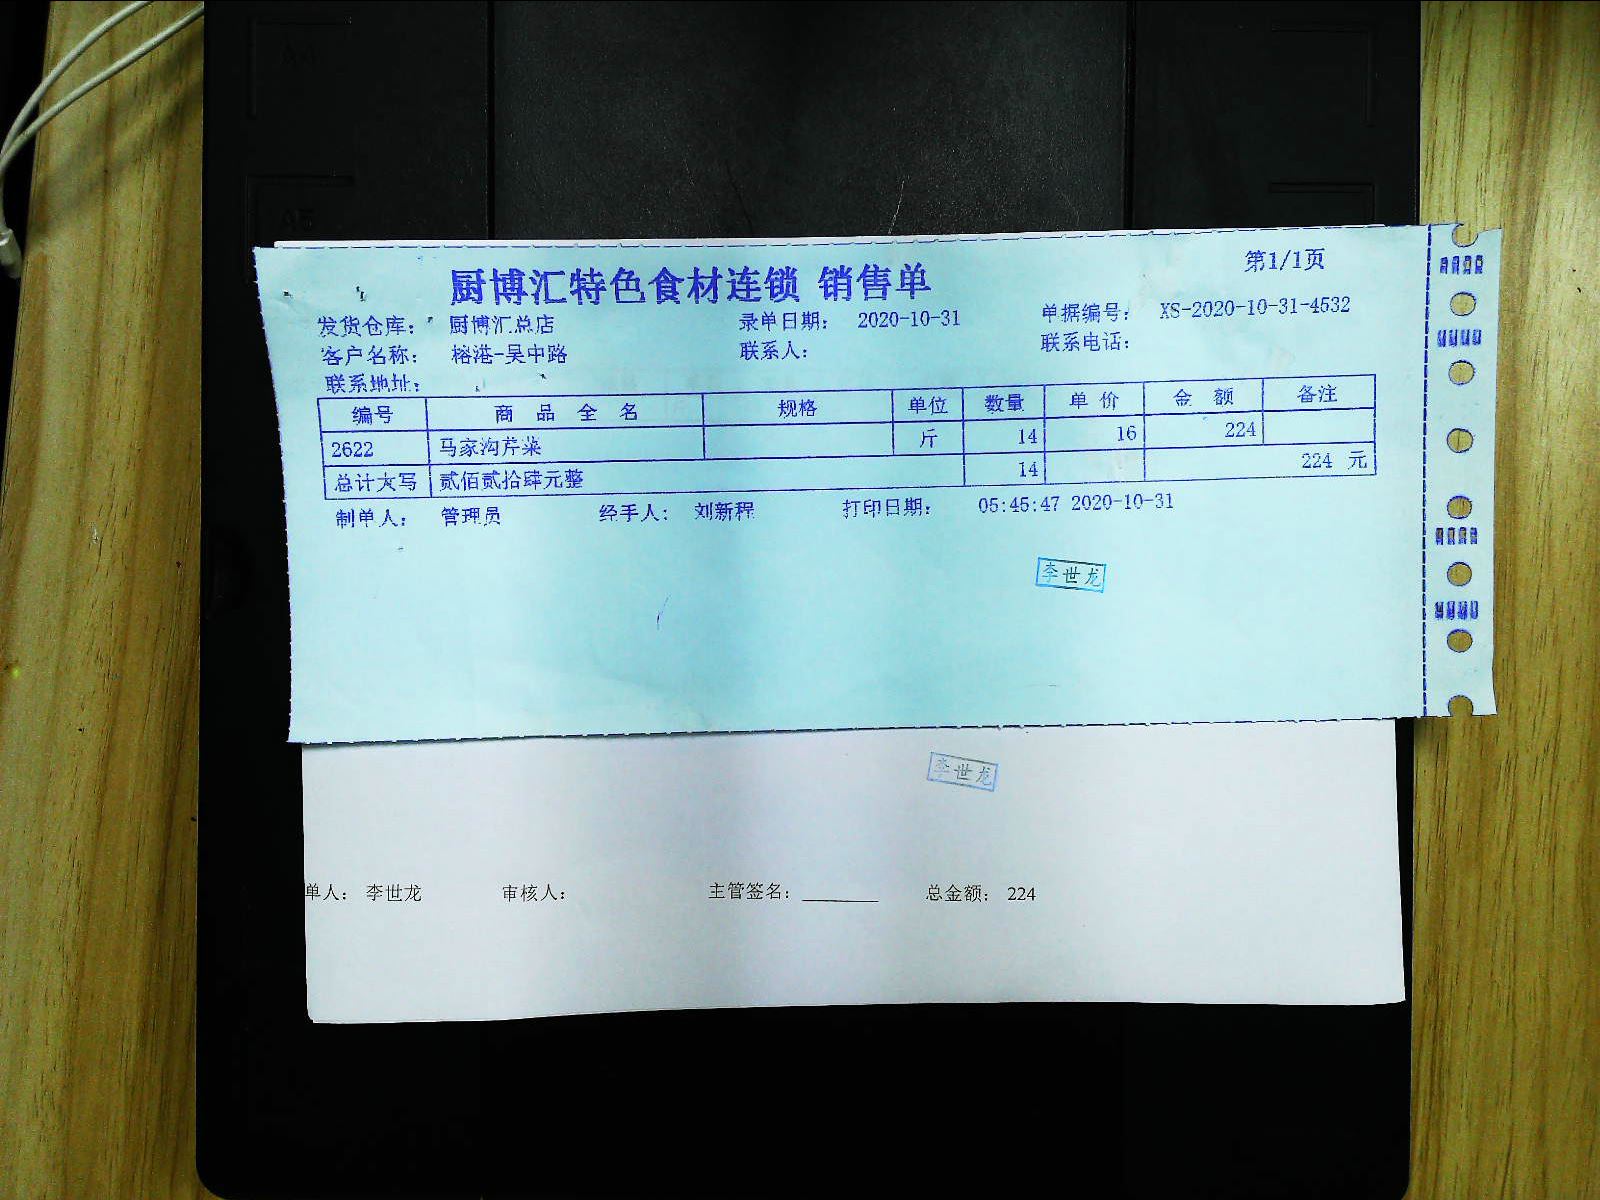 第1/1页
厨博汇特色食材连锁 销售单
发货仓库： 厨博汇总店 录单日期： 2020-10-31 单据编号： XS-2020-10-31-4532
客户名称： 榕港-吴中路 联系人： 联系电话：
联系地址：
编号 商品全名 规格 单位 数量 单价 金额 备注
2622 马家沟芹菜 斤 14 16 224
总计大写 贰佰贰拾肆元整 14 224 元
制单人： 管理员 经手人： 刘新程 打印日期： 05:45:47 2020-10-31
李世龙
李世龙
单人： 李世龙 审核人： 主管签名：________ 总金额： 224